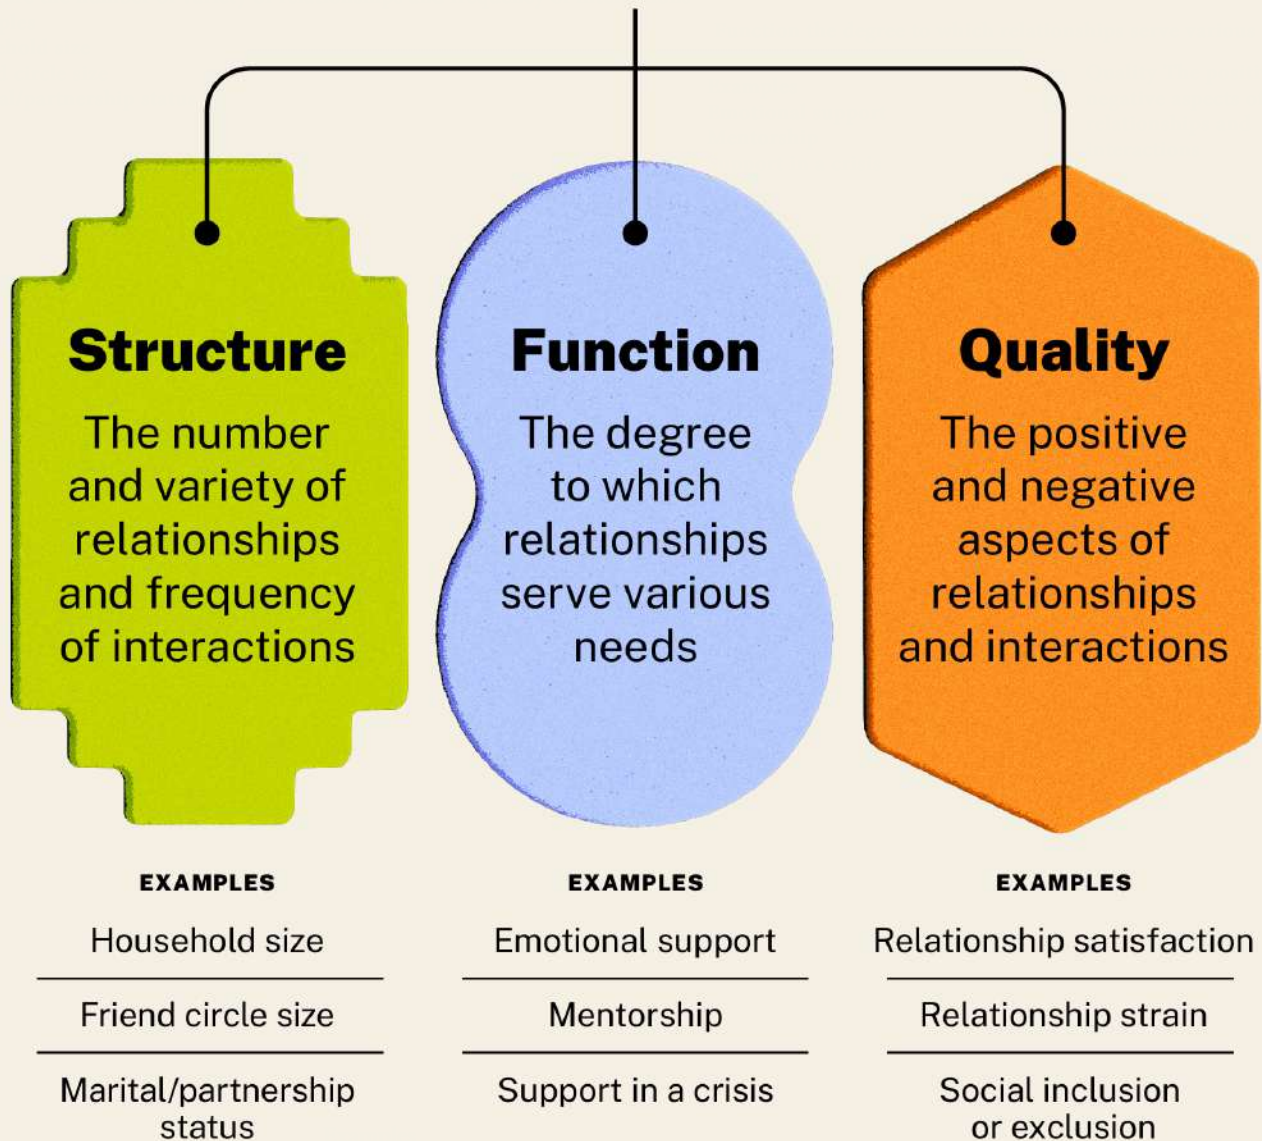 Structure
The number
and variety of
relationships
and frequency
of interactions
EXAMPLES
Household size
Friend circle size
Marital/partnership
status
Function
The degree
to which
relationships
serve various
needs
EXAMPLES
Emotional support
Mentorship
Support in a crisis
Quality
The positive
and negative
aspects of
relationships
and interactions
EXAMPLES
Relationship satisfaction
Relationship strain
Social inclusion
or exclusion